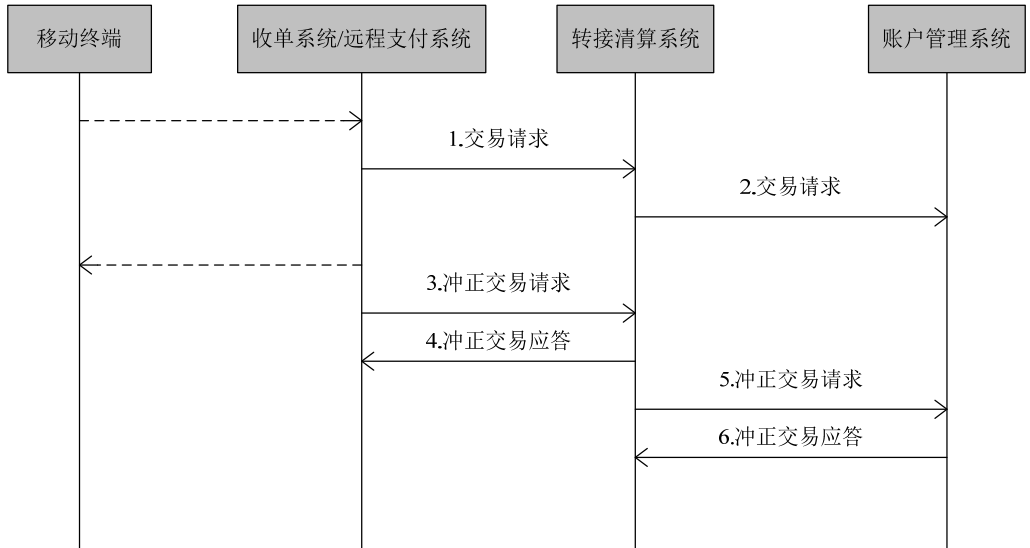 移动终端
收单系统/远程支付系统
转接清算系统
账户管理系统
1.交易请求
2.交易请求
3.冲正交易请求
4.冲正交易应答
5.冲正交易请求
6.冲正交易应答